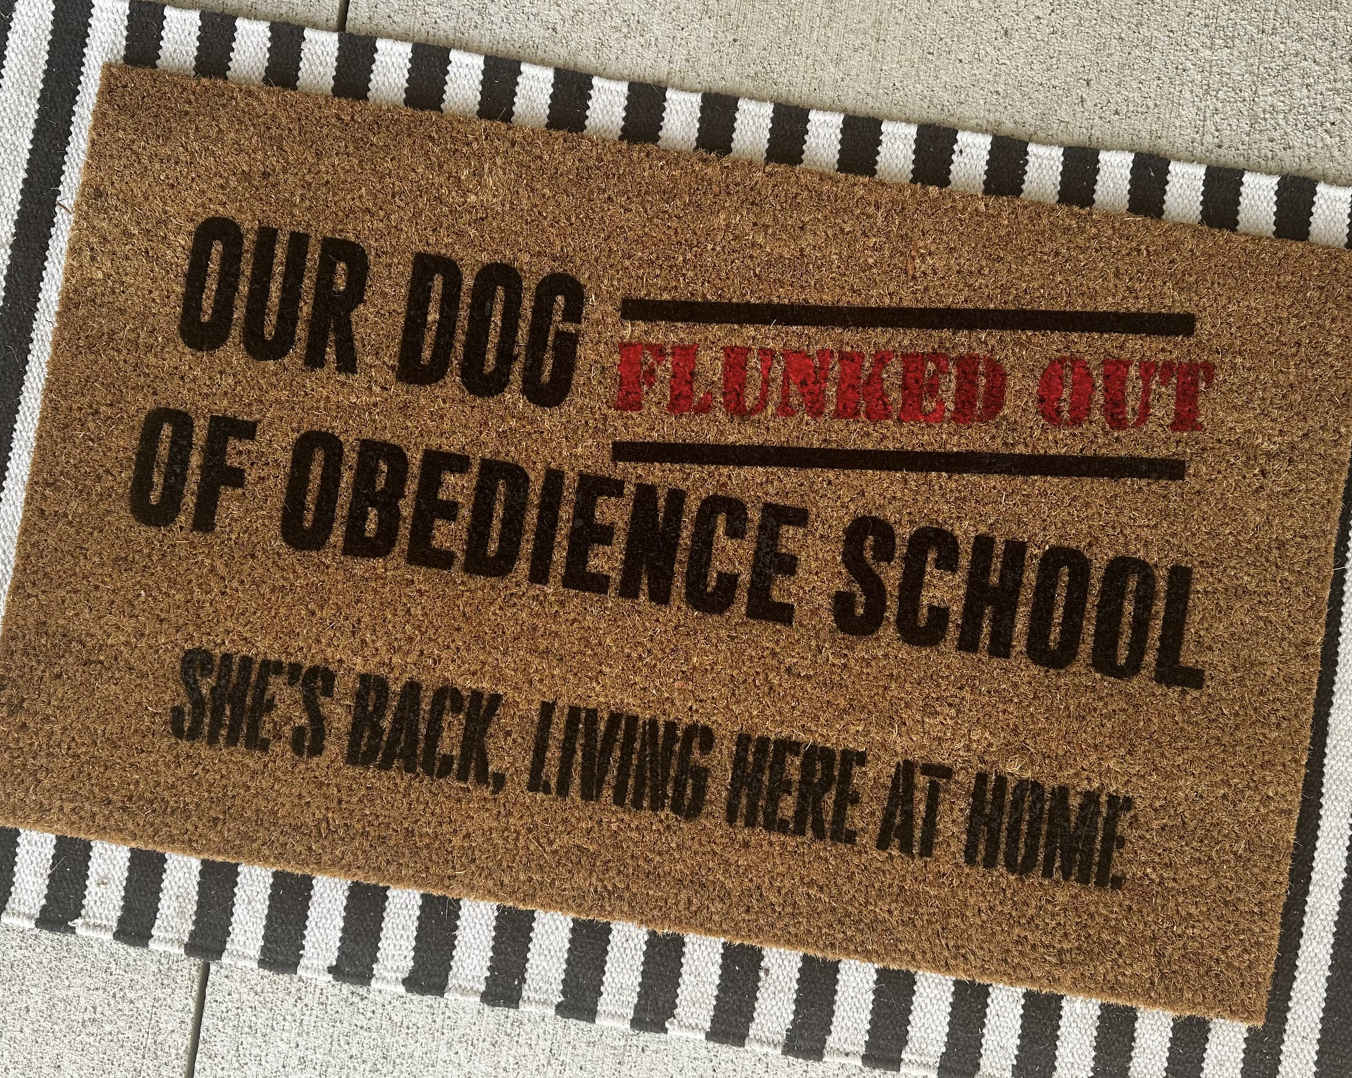 OUR DOG FLUNKED OUT
OF OBEDIENCE SCHOOL
SHE'S BACK, LIVING HERE AT HOME